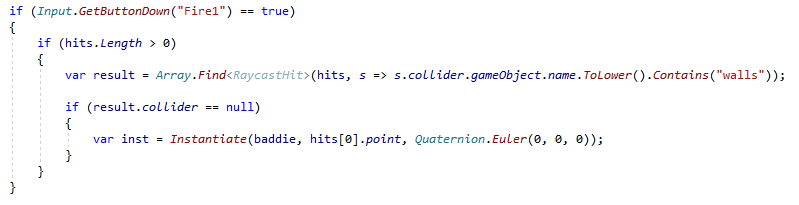 if (Input.GetButtonDown("Fire1") == true)
{
    if (hits.Length > 0)
    {
        var result = Array.Find<RaycastHit>(hits, s => s.collider.gameObject.name.ToLower().Contains("walls"));

        if (result.collider == null)
        {
            var inst = Instantiate(baddie, hits[0].point, Quaternion.Euler(0, 0, 0));
        }
    }
}